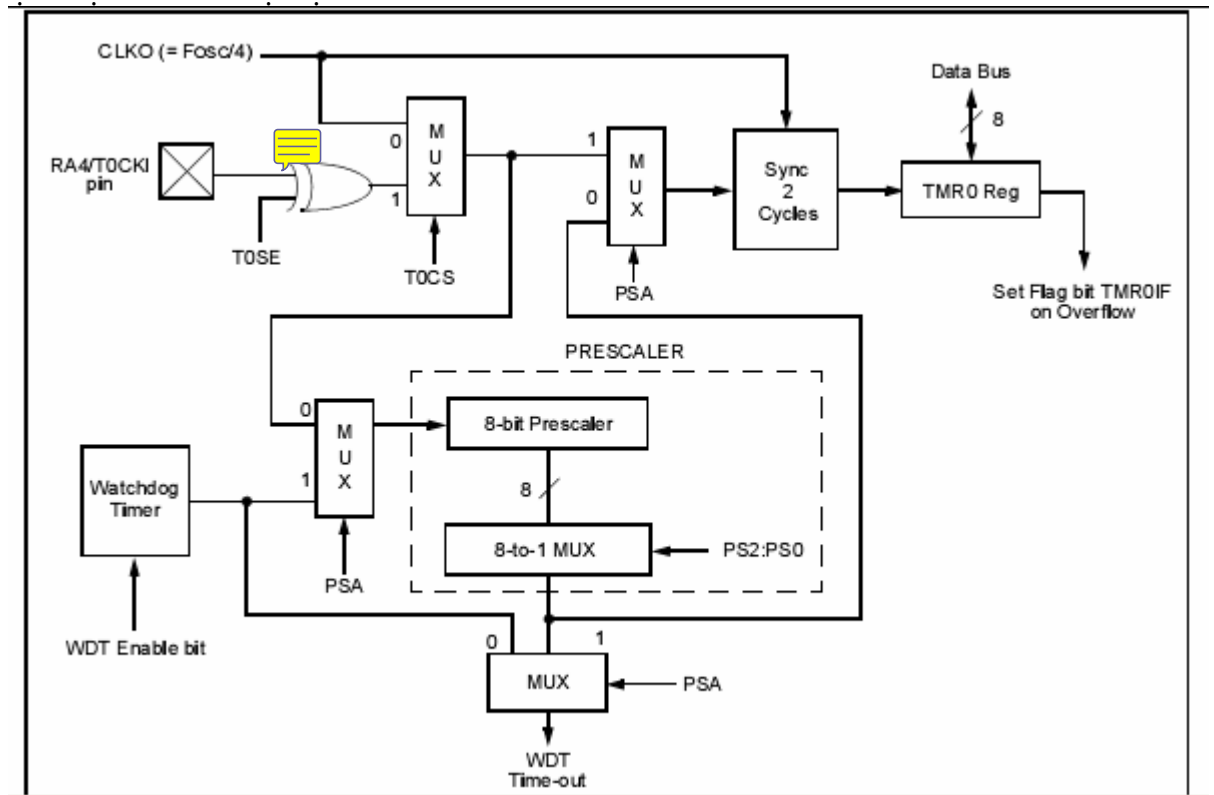 CLKO (= Fosc/4)
Data Bus
8
M
U
X
0
1
RA4/T0CKI
pin
T0SE
T0CS
1
0
M
U
X
PSA
Sync
2
Cycles
TMR0 Reg
Set Flag bit TMR0IF
on Overflow
PRESCALER
0
1
M
U
X
PSA
8-bit Prescaler
8
8-to-1 MUX
PS2:PS0
Watchdog
Timer
WDT Enable bit
0
1
MUX
PSA
WDT
Time-out